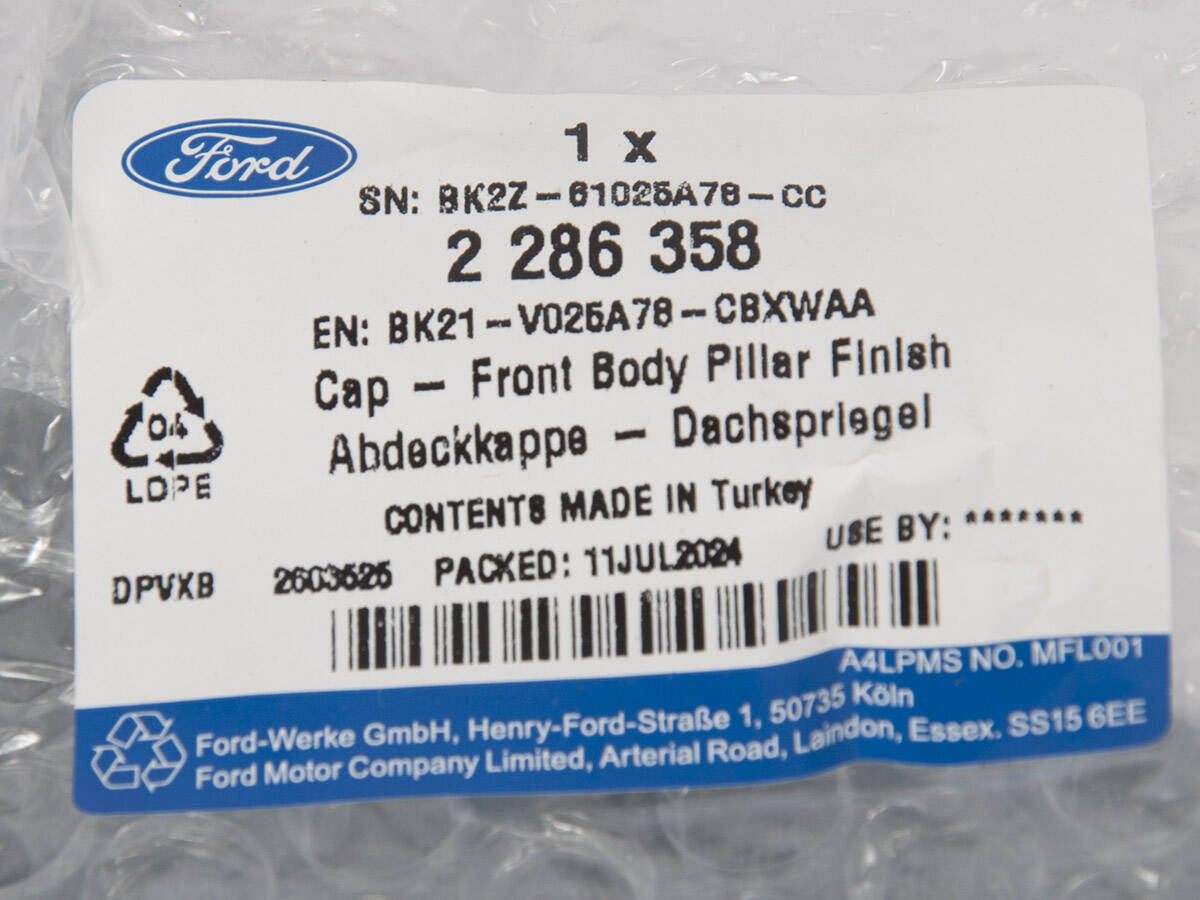 Ford
1 x
SN: BK2Z-61025A78-CC
2 286 358
EN: BK21-V025A78-CBXWAA
Cap - Front Body Pillar Finish
Abdeckkappe - Dachspriegel
04
LDPE
CONTENTS MADE IN Turkey
DPVXB 2603525 PACKED: 11JUL2024 USE BY: *******
A4LPMS NO. MFL001
Ford-Werke GmbH, Henry-Ford-Straße 1, 50735 Köln
Ford Motor Company Limited, Arterial Road, Laindon, Essex. SS15 6EE